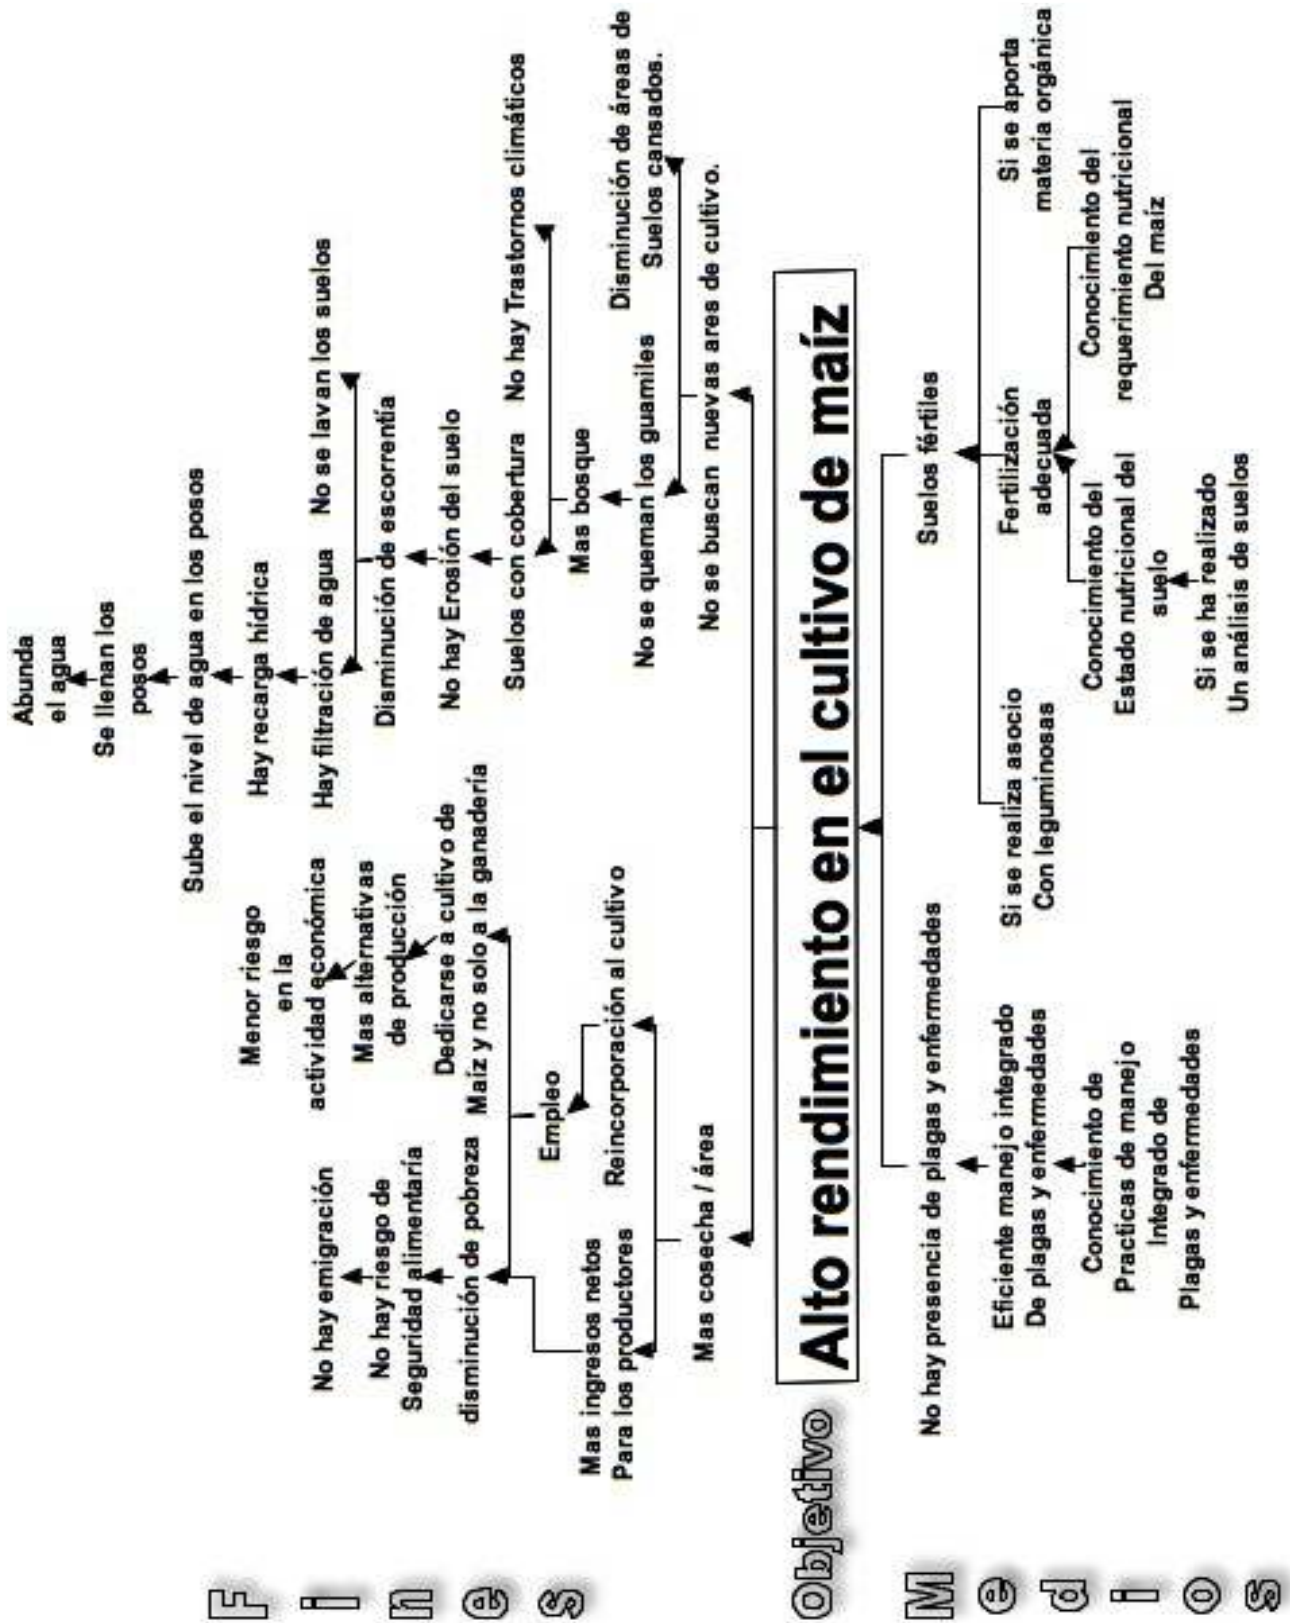 Fines
Abunda
el agua
Se llenan los
posos
Sube el nivel de agua en los posos
Hay recarga hídrica
Hay filtración de agua
No se lavan los suelos
Disminución de escorrentía
No hay Erosión del suelo
Suelos con cobertura
No hay Trastornos climáticos
Mas bosque
No se queman los guamiles
Disminución de áreas de
Suelos cansados.
No se buscan nuevas ares de cultivo.
Menor riesgo
en la
actividad económica
Mas alternativas
de producción
Dedicarse a cultivo de
Maíz y no solo a la ganadería
No hay emigración
No hay riesgo de
Seguridad alimentaría
disminución de pobreza
Empleo
Mas ingresos netos
Para los productores
Reincorporación al cultivo
Mas cosecha / área
Objetivo
Alto rendimiento en el cultivo de maíz
Medios
No hay presencia de plagas y enfermedades
Eficiente manejo integrado
De plagas y enfermedades
Conocimiento de
Practicas de manejo
Integrado de
Plagas y enfermedades
Suelos fértiles
Si se realiza asocio
Con leguminosas
Fertilización
adecuada
Si se aporta
materia orgánica
Conocimiento del
Estado nutricional del
suelo
Conocimiento del
requerimiento nutricional
Del maíz
Si se ha realizado
Un análisis de suelos